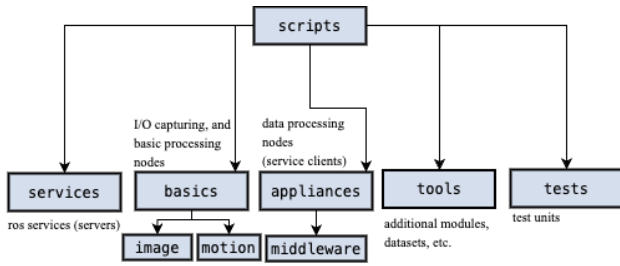 scripts
I/O capturing, and
basic processing
nodes
data processing
nodes
(service clients)
services
basics
appliances
tools
tests
ros services (servers)
additional modules,
datasets, etc.
test units
image
motion
middleware